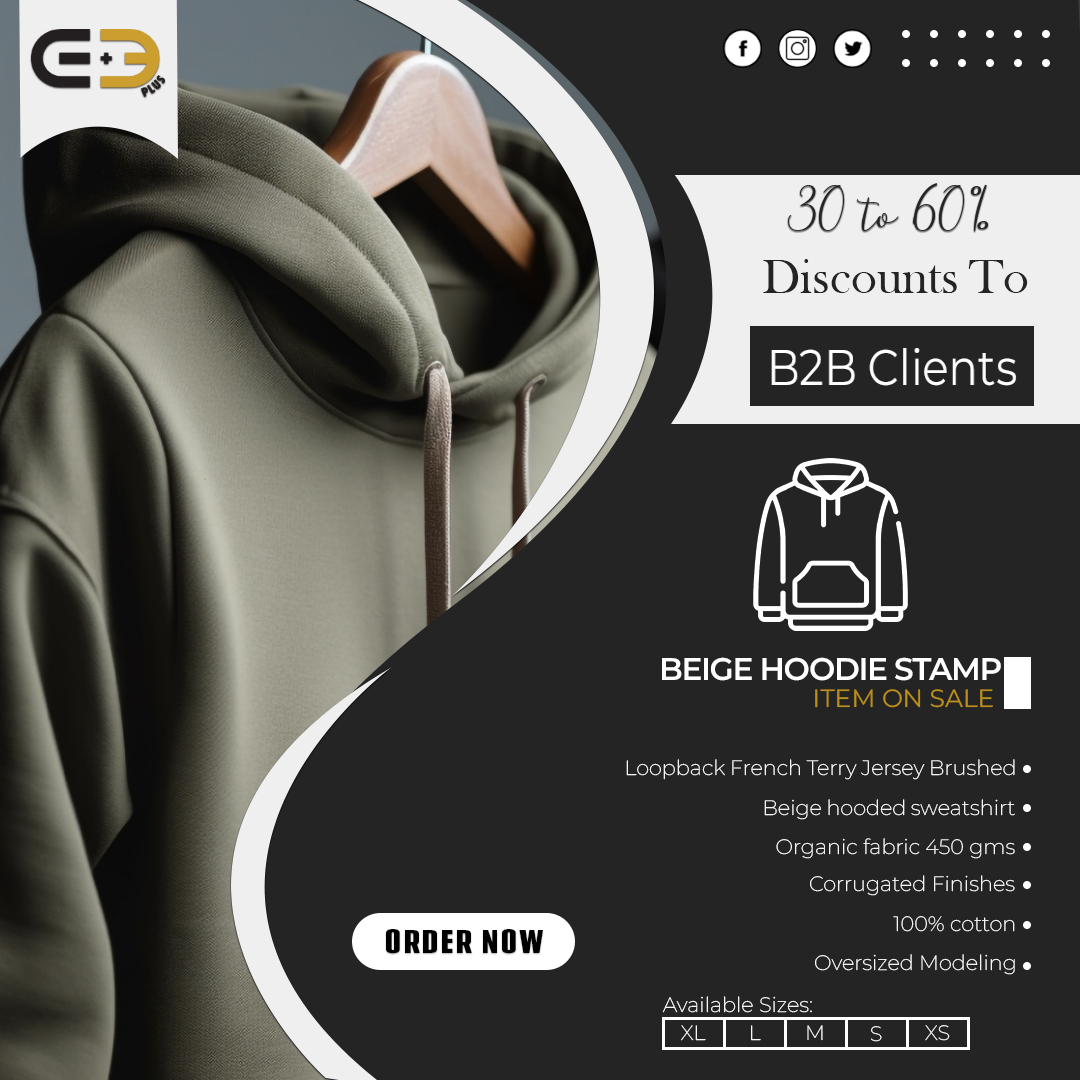 E+3
PLUS
30 to 60%
Discounts To
B2B Clients
BEIGE HOODIE STAMP
ITEM ON SALE
Loopback French Terry Jersey Brushed
Beige hooded sweatshirt
Organic fabric 450 gms
Corrugated Finishes
100% cotton
Oversized Modeling
ORDER NOW
Available Sizes:
XL L M S XS